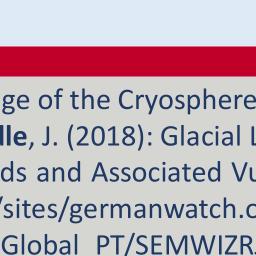 ge of the Cryosphere
lle, J. (2018): Glacial L
ds and Associated Vu
/sites/germanwatch.o
Global PT/SEMWIZR